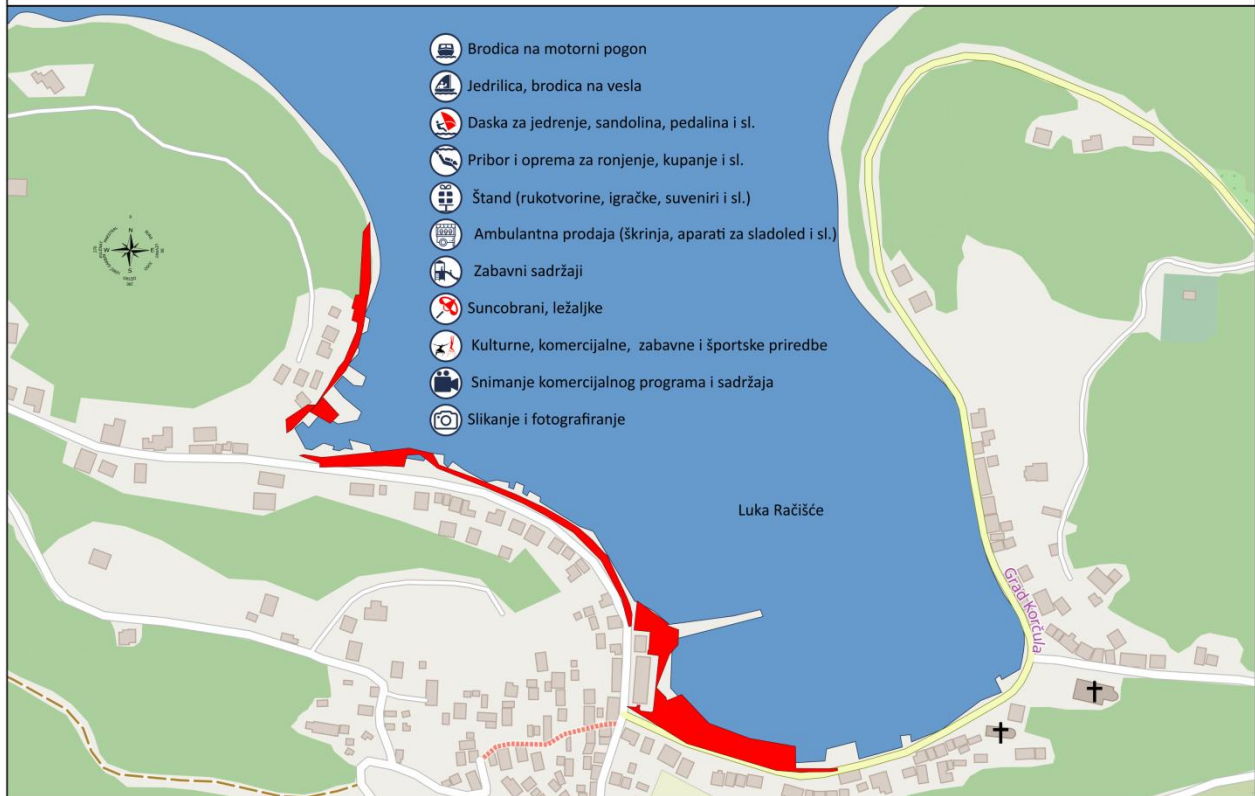 Brodica na motorni pogon
Jedrilica, brodica na vesla
Daska za jedrenje, sandolina, pedalina i sl.
Pribor i oprema za ronjenje, kupanje i sl.
Štand (rukotvorine, igračke, suveniri i sl.)
Ambulantna prodaja (škrinja, aparati za sladoled i sl.)
Zabavni sadržaji
Suncobrani, ležaljke
Kulturne, komercijalne, zabavne i športske priredbe
Snimanje komercijalnog programa i sadržaja
Slikanje i fotografiranje
N
W
E
S
Luka Račišće
Grad Korčula